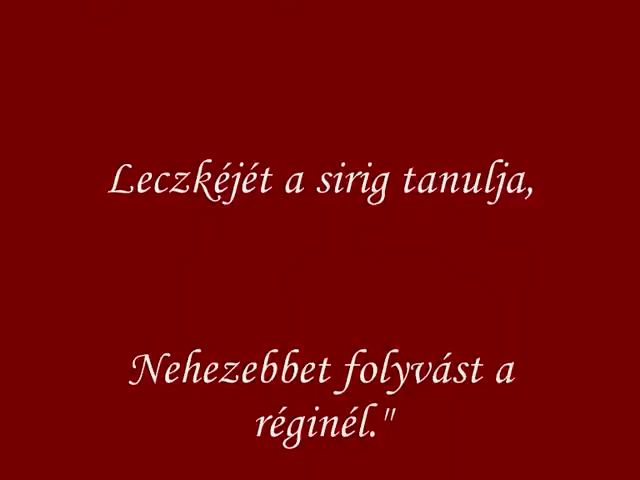 Leczkéjét a sirig tanulja,
Nehezebbet folyvást a
réginél."